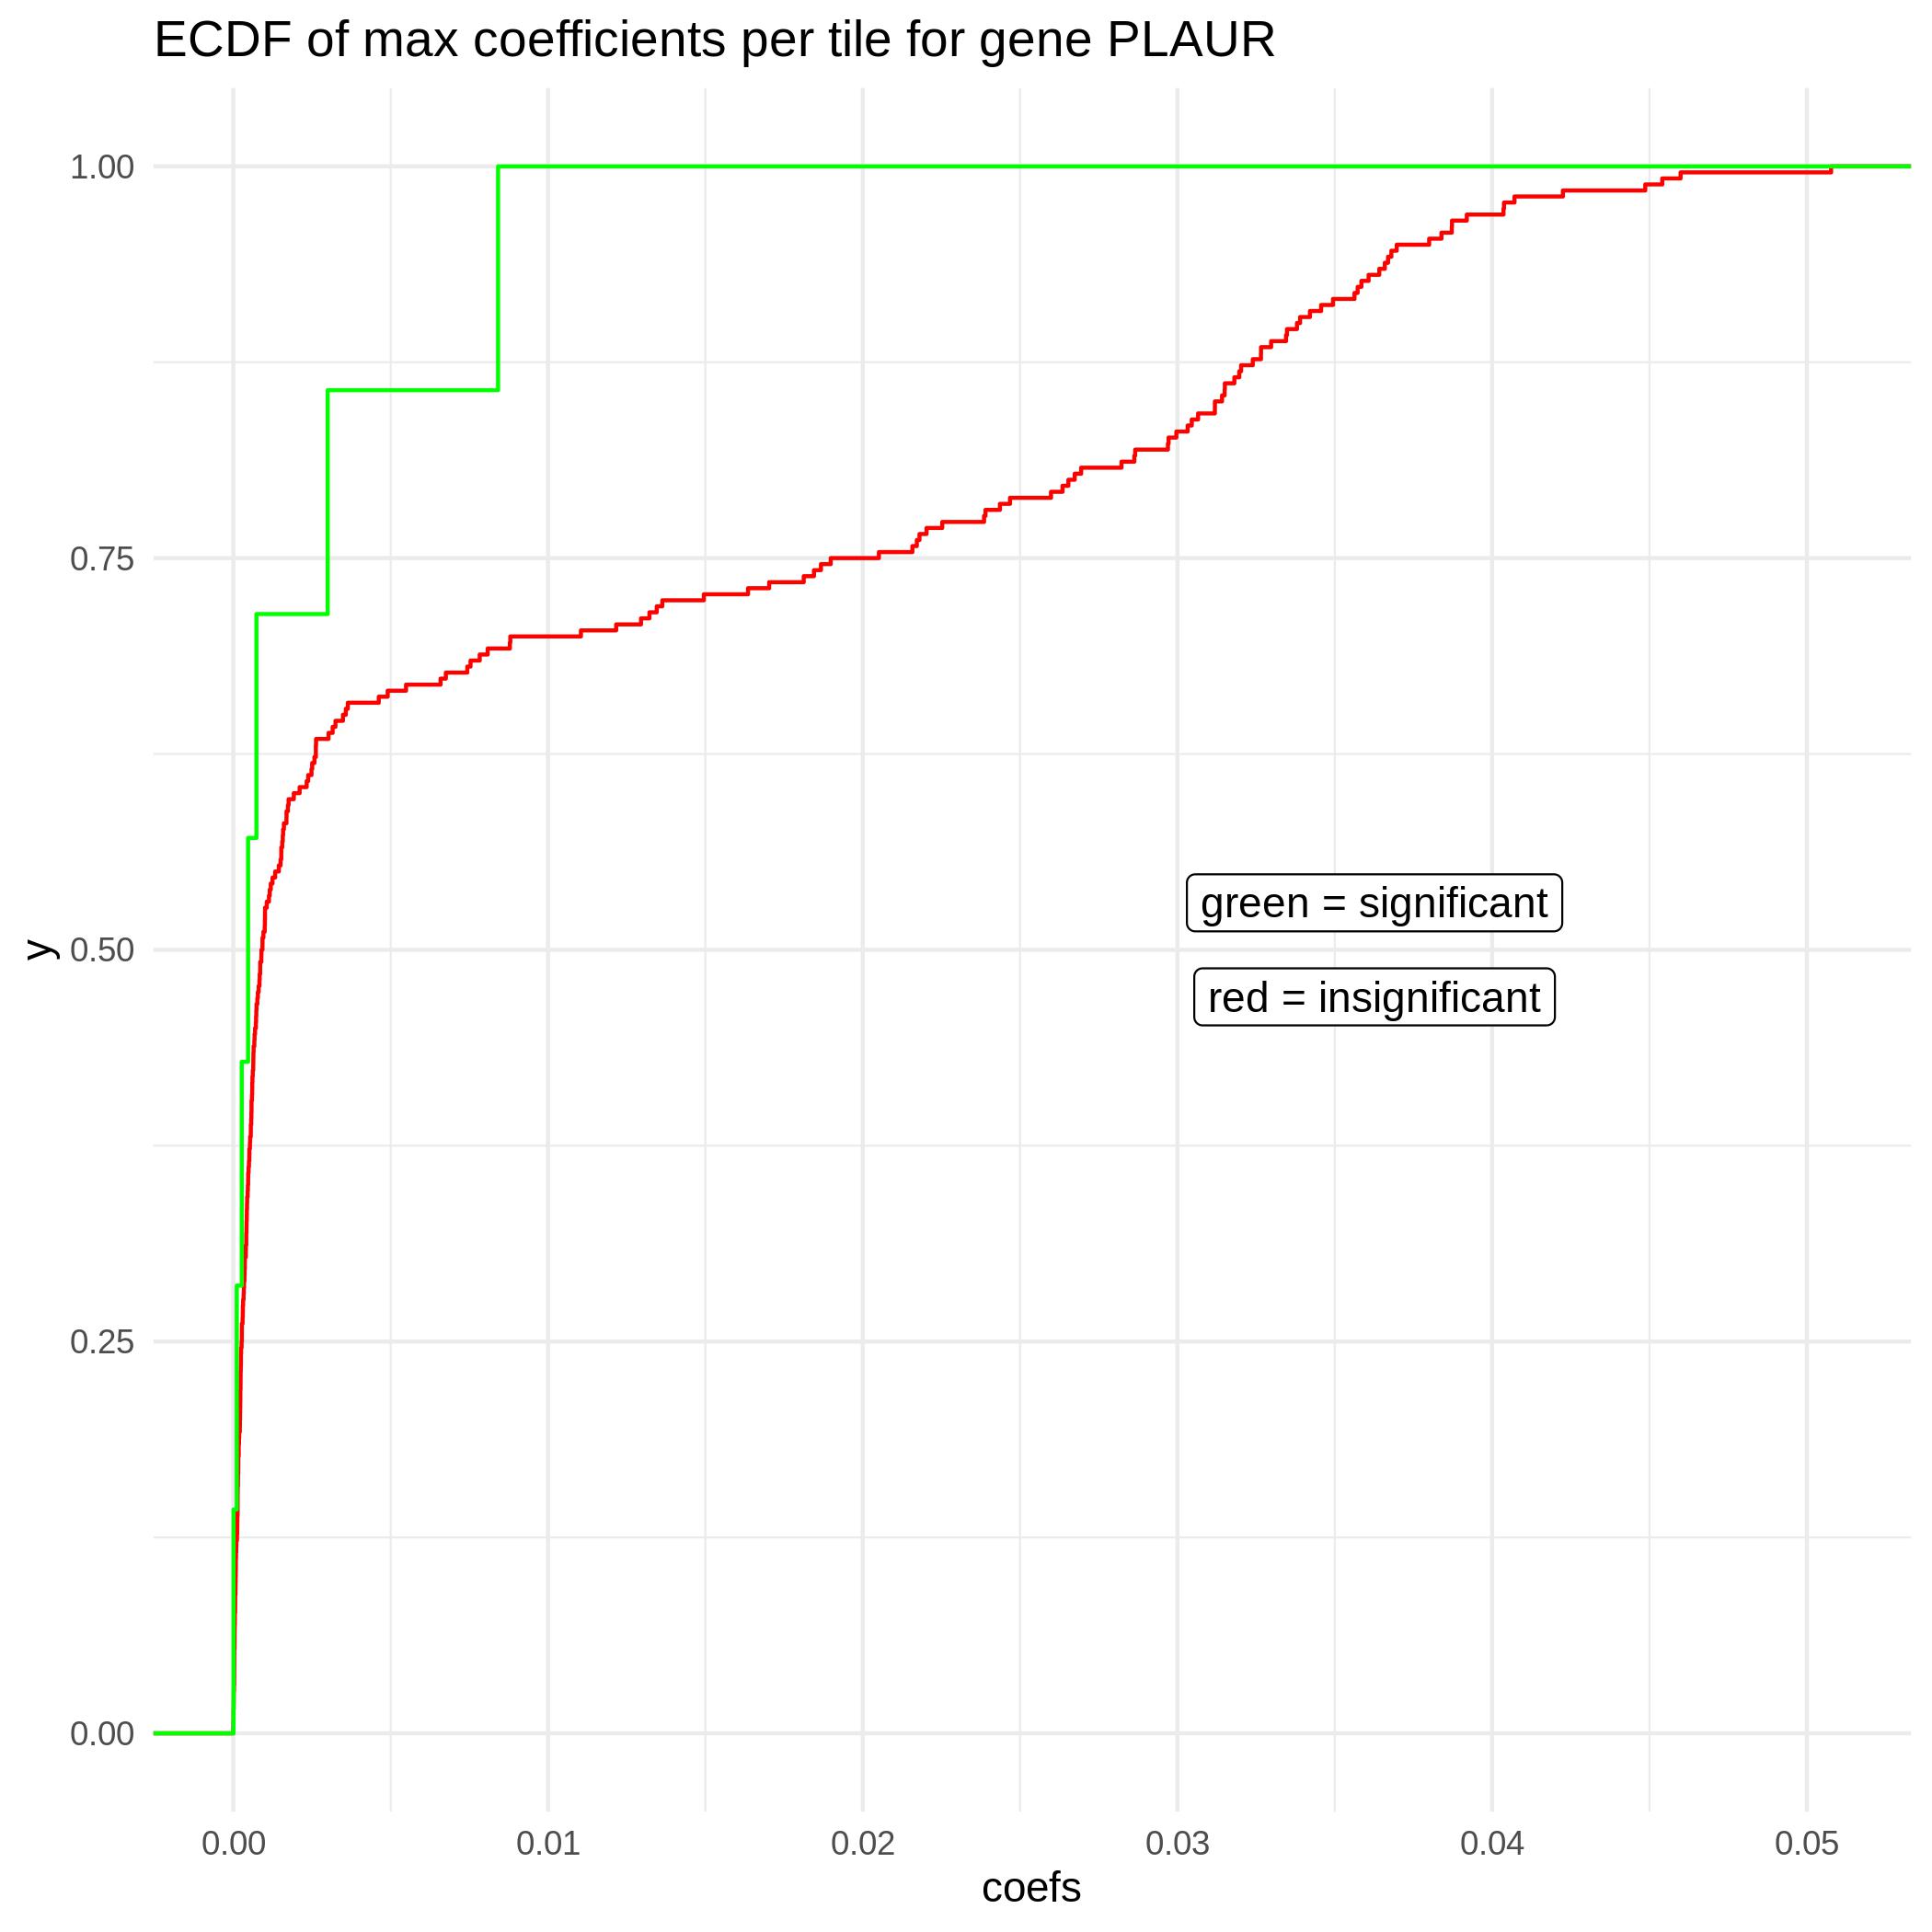 ECDF of max coefficients per tile for gene PLAUR
1.00
0.75
green = significant
y
0.50
red = insignificant
0.25
0.00
0.00 0.01 0.02 0.03 0.04 0.05
coefs